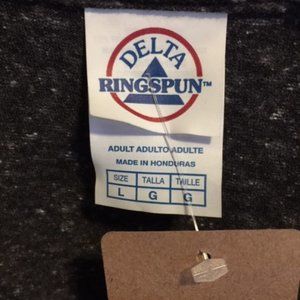 DELTA
RINGSPUN™
ADULT ADULTO ADULTE
MADE IN HONDURAS
SIZE TALLA TAILLE
L G G